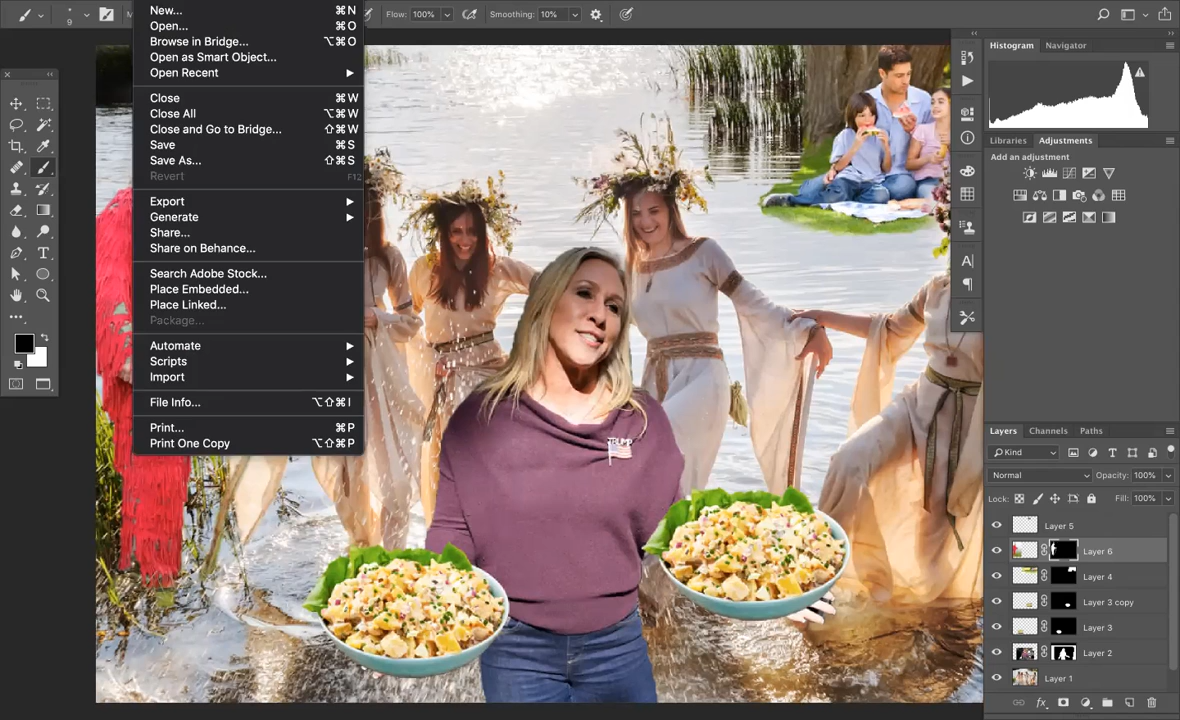 9
M
Flow: 100%
Smoothing: 10%
New... ⌘N
Open... ⌘O
Browse in Bridge... ⌥⌘O
Open as Smart Object...
Open Recent
Close ⌘W
Close All ⌥⌘W
Close and Go to Bridge... ⇧⌘W
Save ⌘S
Save As... ⇧⌘S
Revert F12
Export
Generate
Share...
Share on Behance...
Search Adobe Stock...
Place Embedded...
Place Linked...
Package...
Automate
Scripts
Import
File Info... ⌥⇧⌘I
Print... ⌘P
Print One Copy ⌥⇧⌘P
TRUMP
Histogram Navigator
Libraries Adjustments
Add an adjustment
Layers Channels Paths
Kind
Normal Opacity: 100%
Lock: Fill: 100%
Layer 5
Layer 6
Layer 4
Layer 3 copy
Layer 3
Layer 2
Layer 1